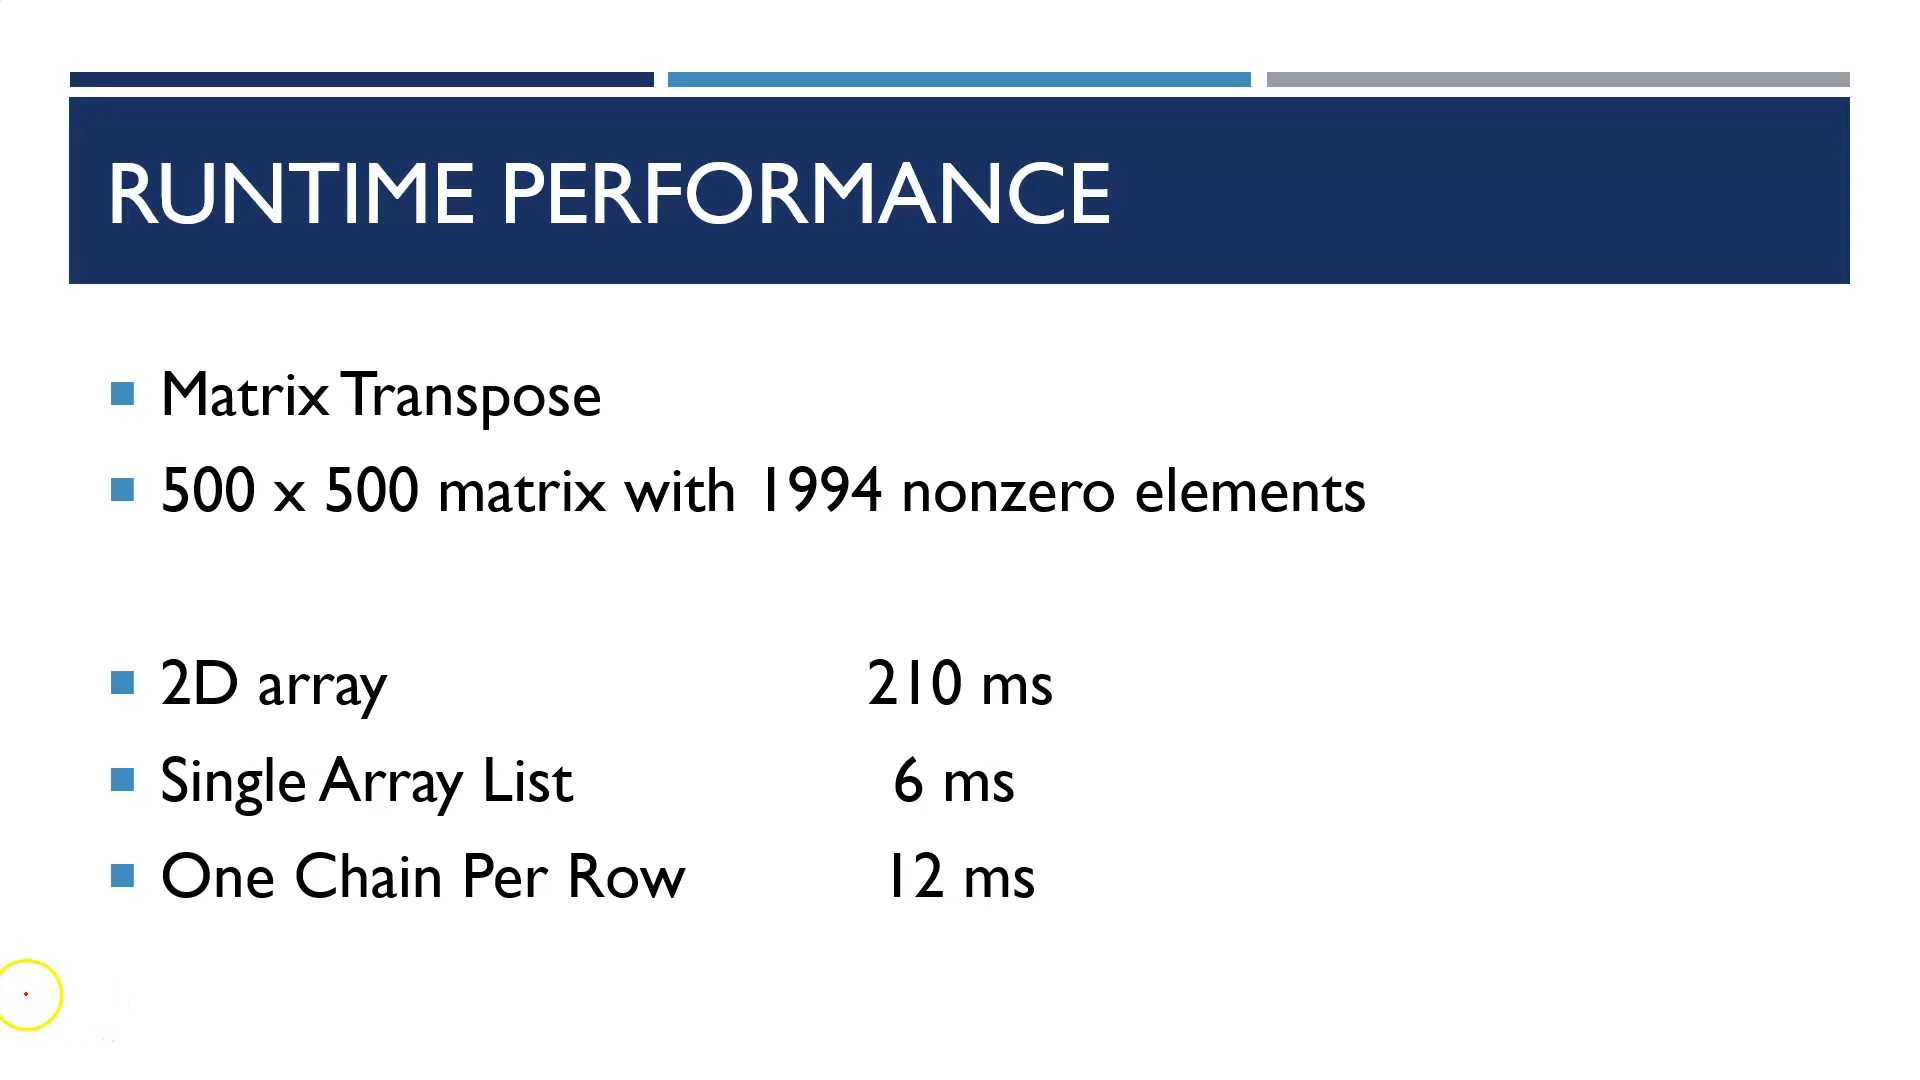 RUNTIME PERFORMANCE
Matrix Transpose
500 x 500 matrix with 1994 nonzero elements
2D array 210 ms
Single Array List 6 ms
One Chain Per Row 12 ms